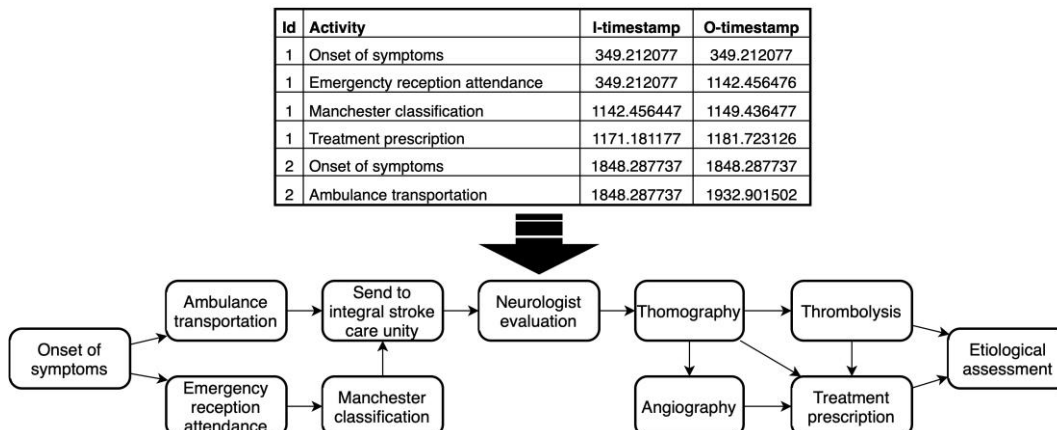 Id Activity I-timestamp O-timestamp
1 Onset of symptoms 349.212077 349.212077
1 Emergencty reception attendance 349.212077 1142.456476
1 Manchester classification 1142.456447 1149.436477
1 Treatment prescription 1171.181177 1181.723126
2 Onset of symptoms 1848.287737 1848.287737
2 Ambulance transportation 1848.287737 1932.901502
Onset of
symptoms
Ambulance
transportation
Emergency
reception
attendance
Send to
integral stroke
care unity
Manchester
classification
Neurologist
evaluation
Thomography
Angiography
Thrombolysis
Treatment
prescription
Etiological
assessment